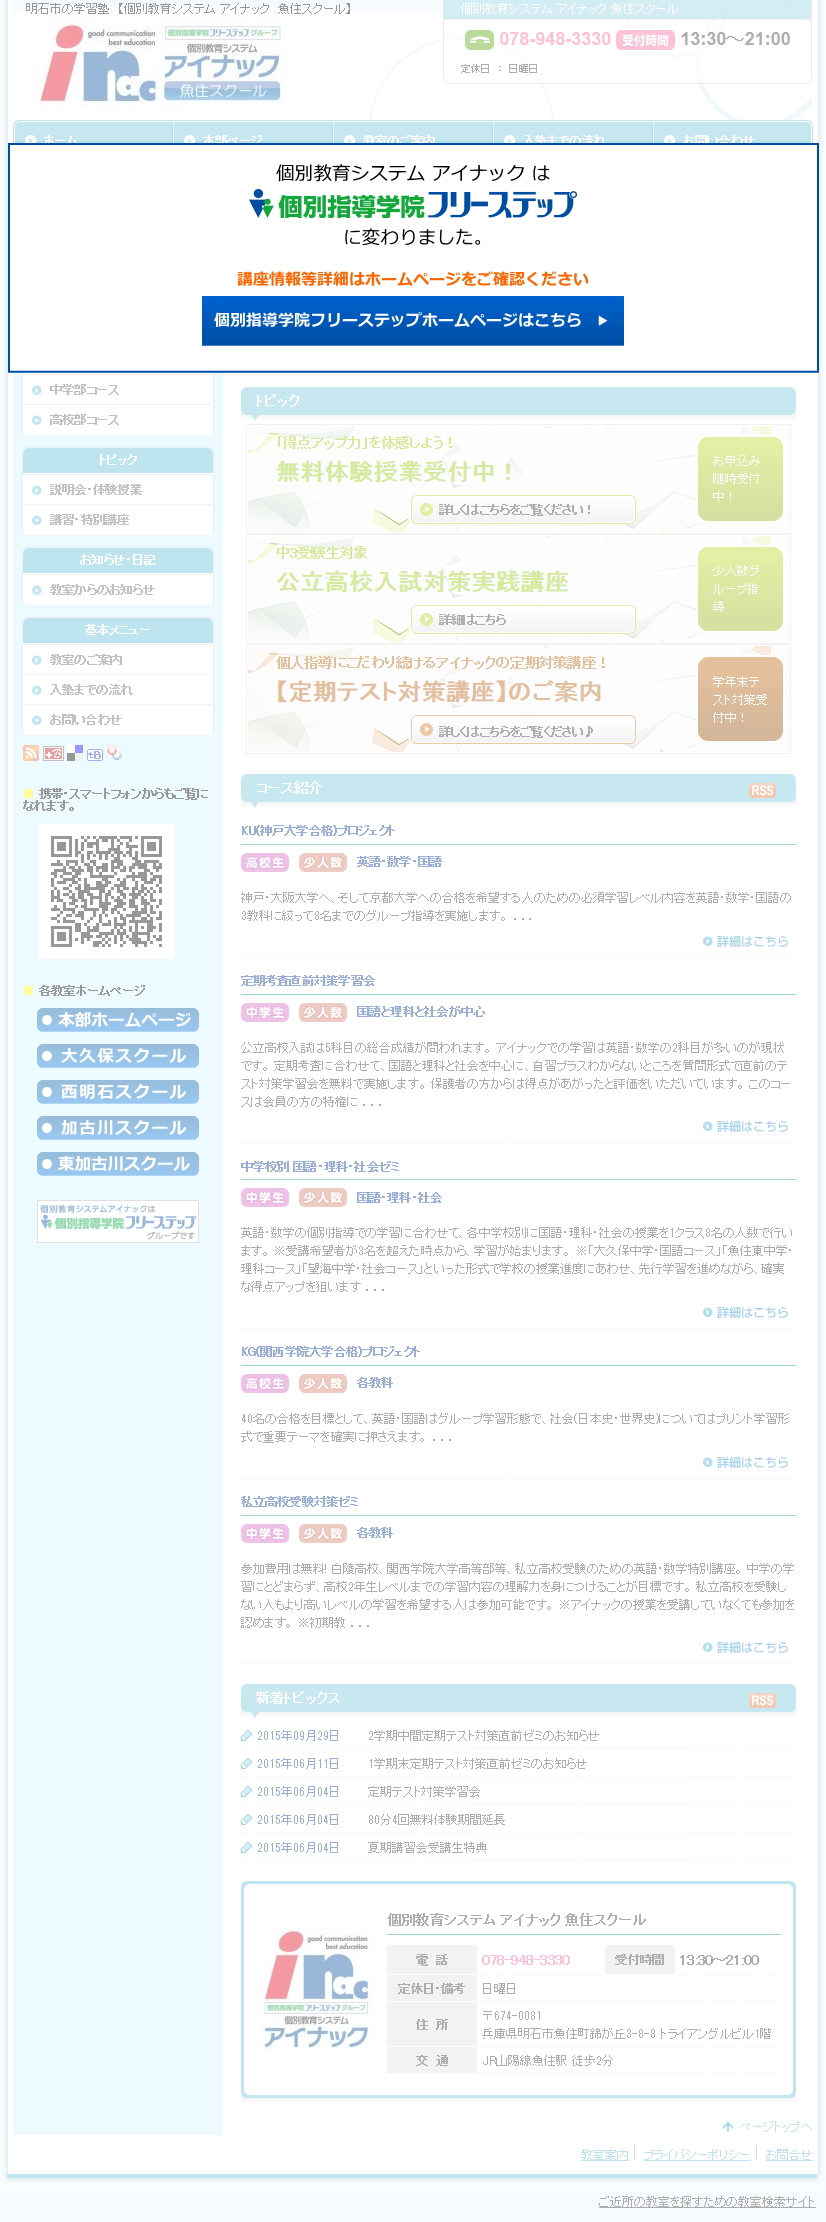 明石市の学習塾 【個別教育システム アイナック 魚住スクール】
個別教育システム アイナック 魚住スクール
good communication
best education
個別指導学院フリーステップグループ
個別教育システム
アイナック
魚住スクール
inac
078-948-3330 受付時間 13:30～21:00
定休日 ： 日曜日
ホーム 本部ページ 教室のご案内 入塾までの流れ お問い合わせ
個別教育システム アイナック は
個別指導学院フリーステップ
に変わりました。
講座情報等詳細はホームページをご確認ください
個別指導学院フリーステップホームページはこちら
中学部コース
高校部コース
トピック
説明会・体験授業
講習・特別講座
お知らせ・日記
教室からのお知らせ
基本メニュー
教室のご案内
入塾までの流れ
お問い合わせ
携帯・スマートフォンからもご覧に
なれます。
各教室ホームページ
本部ホームページ
大久保スクール
西明石スクール
加古川スクール
東加古川スクール
個別教育システムアイナックは
個別指導学院フリーステップ
グループです
トピック
「得点アップ力」を体感しよう！
無料体験授業受付中！
詳しくはこちらをご覧ください！
お申込み
随時受付
中！
中3受験生対象
公立高校入試対策実践講座
詳細はこちら
少人数グ
ループ指
導
個人指導にこだわり続けるアイナックの定期対策講座！
【定期テスト対策講座】のご案内
詳しくはこちらをご覧ください♪
学年末テ
スト対策受
付中！
コース紹介 RSS
KU(神戸大学合格)プロジェクト
高校生 少人数 英語・数学・国語
神戸・大阪大学へ、そして京都大学への合格を希望する人のための必須学習レベル内容を英語・数学・国語の
3教科に絞って8名までのグループ指導を実施します。 . . .
詳細はこちら
定期考査直前対策学習会
中学生 少人数 国語と理科と社会が中心
公立高校入試は5科目の総合成績が問われます。アイナックでの学習は英語・数学の2科目が多いのが現状
です。定期考査に合わせて、国語と理科と社会を中心に、自習プラスわからないところを質問形式で直前のテ
スト対策学習会を無料で実施します。保護者の方からは得点があがったと評価をいただいています。このコー
スは会員の方の特権に . . .
詳細はこちら
中学校別 国語・理科・社会ゼミ
中学生 少人数 国語・理科・社会
英語・数学の個別指導での学習に合わせて、各中学校別に国語・理科・社会の授業を1クラス8名の人数で行い
ます。※受講希望者が3名を超えた時点から、学習が始まります。※「大久保中学・国語コース」「魚住東中学・
理科コース」「望海中学・社会コース」といった形式で学校の授業進度にあわせ、先行学習を進めながら、確実
な得点アップを狙います . . .
詳細はこちら
KG(関西学院大学合格)プロジェクト
高校生 少人数 各教科
40名の合格を目標として、英語・国語はグループ学習形態で、社会(日本史・世界史)についてはプリント学習形
式で重要テーマを確実に押さえます。 . . .
詳細はこちら
私立高校受験対策ゼミ
中学生 少人数 各教科
参加費用は無料! 白陵高校、関西学院大学高等部等、私立高校受験のための英語・数学特別講座。中学の学
習にとどまらず、高校2年生レベルまでの学習内容の理解力を身につけることが目標です。私立高校を受験し
ない人もより高いレベルの学習を希望する人は参加可能です。※アイナックの授業を受講していなくても参加を
認めます。※初期教 . . .
詳細はこちら
新着トピックス RSS
2015年09月29日 2学期中間定期テスト対策直前ゼミのお知らせ
2015年06月11日 1学期末定期テスト対策直前ゼミのお知らせ
2015年06月04日 定期テスト対策学習会
2015年06月04日 80分4回無料体験期間延長
2015年06月04日 夏期講習会受講生特典
good communication
best education
inac
個別指導学院フリーステップグループ
個別教育システム
アイナック
個別教育システム アイナック 魚住スクール
電 話 078-948-3330 受付時間 13:30～21:00
定休日・備考 日曜日
住 所 〒674-0081
兵庫県明石市魚住町錦が丘3-8-8 トライアングルビル1階
交 通 JR山陽線魚住駅 徒歩2分
ページトップへ
教室案内 プライバシーポリシー お問合せ
ご近所の教室を探すための教室検索サイト